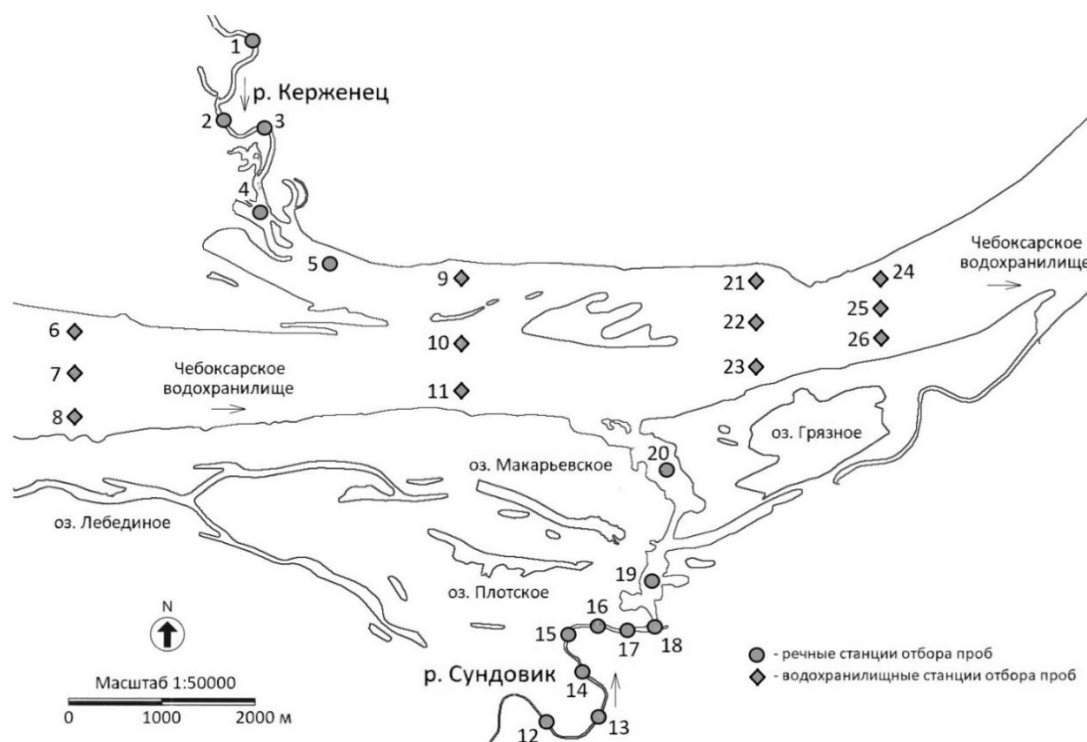 1
р. Керженец
2
3
4
5
9
21
24
Чебоксарское
водохранилище
6
22
25
7
10
26
23
Чебоксарское
водохранилище
8
11
оз. Грязное
20
оз. Макарьевское
оз. Лебединое
19
оз. Плотское
16
N
15
17
18
- речные станции отбора проб
Масштаб 1:50000
р. Сундовик
14
- водохранилищные станции отбора проб
0
1000
2000 м
12
13